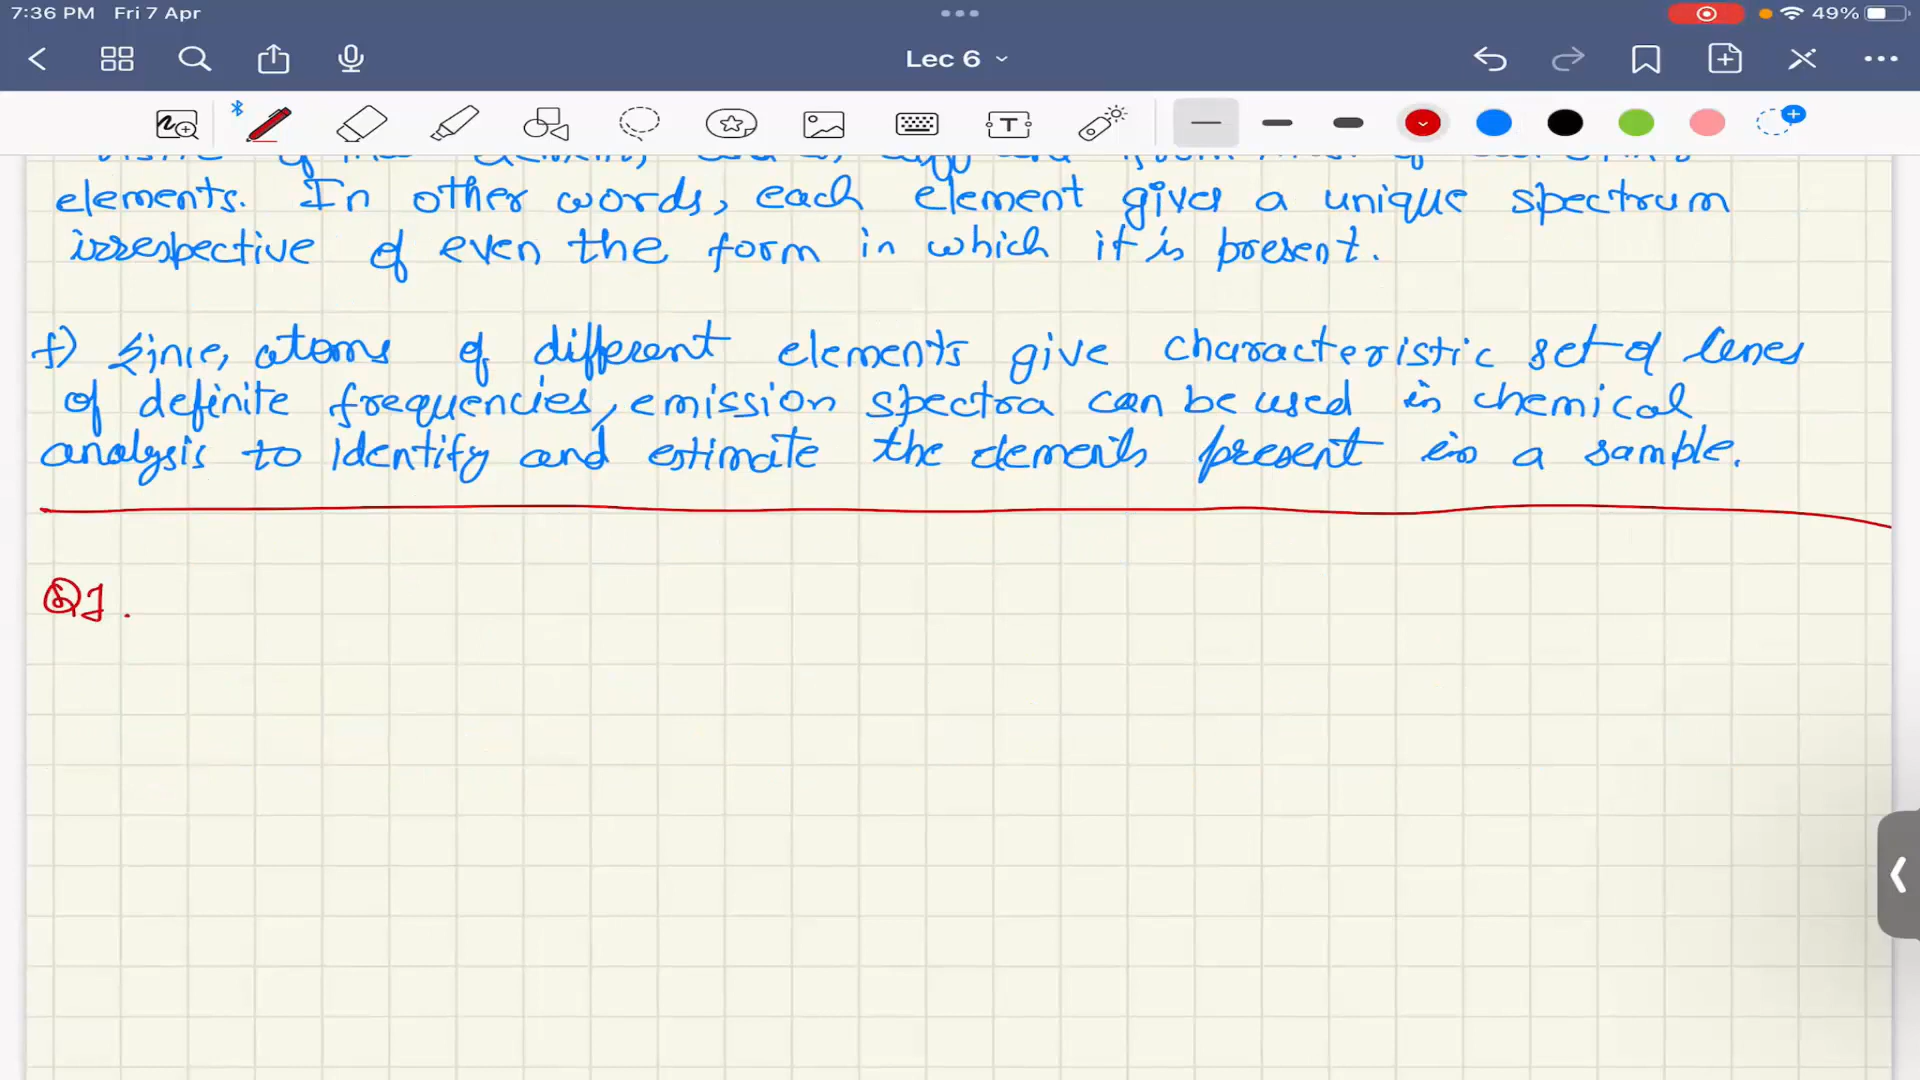 7:36 PM Fri 7 Apr
49%
Lec 6
elements. In other words, each element gives a unique spectrum
irrespective of even the form in which it is present.
f) Since, atoms of different elements give characteristic set of lines
of definite frequencies, emission spectra can be used in chemical
analysis to identify and estimate the elements present in a sample.
Q1.